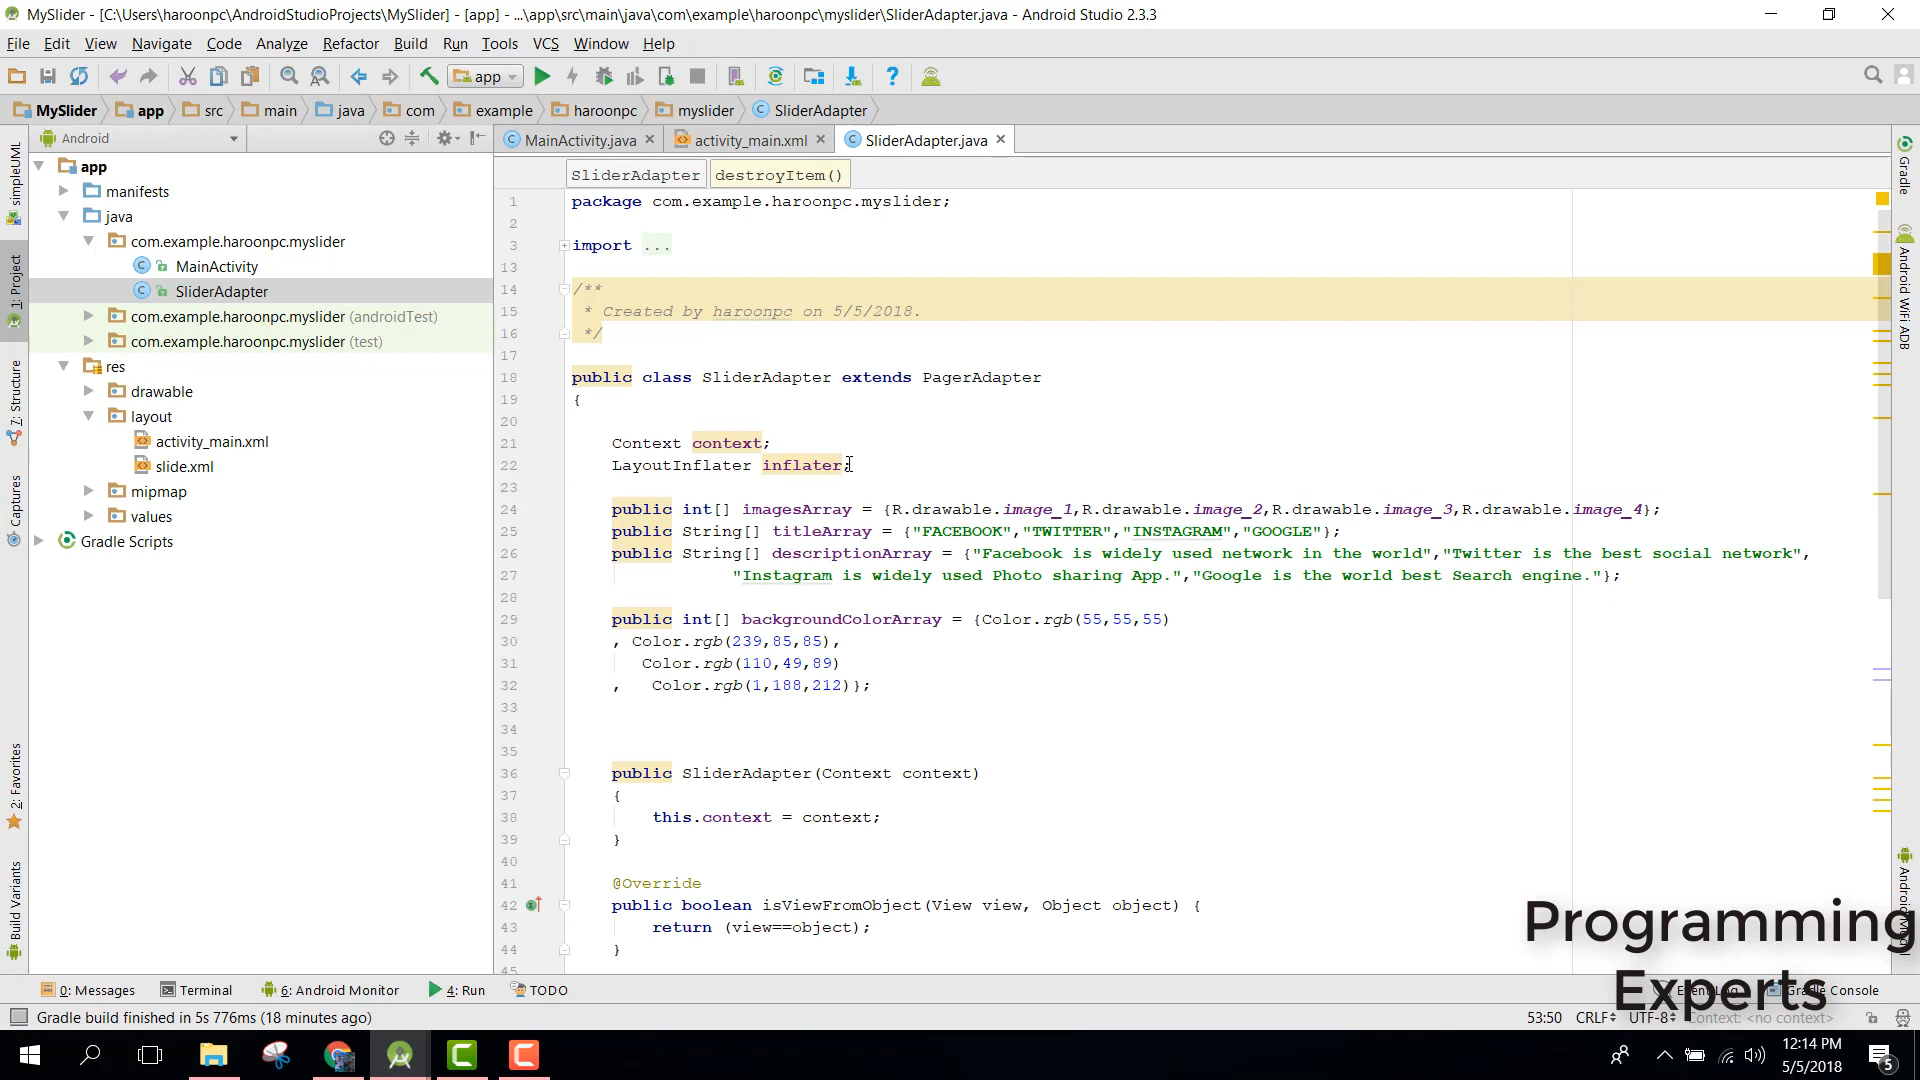 MySlider - [C:\Users\haroonpc\AndroidStudioProjects\MySlider] - [app] - ...\app\src\main\java\com\example\haroonpc\myslider\SliderAdapter.java - Android Studio 2.3.3
File Edit View Navigate Code Analyze Refactor Build Run Tools VCS Window Help
app
MySlider app src main java com example haroonpc myslider SliderAdapter
Android
MainActivity.java activity_main.xml SliderAdapter.java
SliderAdapter destroyItem()
app
manifests
java
com.example.haroonpc.myslider
MainActivity
SliderAdapter
com.example.haroonpc.myslider (androidTest)
com.example.haroonpc.myslider (test)
res
drawable
layout
activity_main.xml
slide.xml
mipmap
values
Gradle Scripts
simpleUML
1: Project
7: Structure
Captures
2: Favorites
Build Variants
1 package com.example.haroonpc.myslider;
2
3 import ...
13
14 /**
15 * Created by haroonpc on 5/5/2018.
16 */
17
18 public class SliderAdapter extends PagerAdapter
19 {
20
21 Context context;
22 LayoutInflater inflater;
23
24 public int[] imagesArray = {R.drawable.image_1,R.drawable.image_2,R.drawable.image_3,R.drawable.image_4};
25 public String[] titleArray = {"FACEBOOK","TWITTER","INSTAGRAM","GOOGLE"};
26 public String[] descriptionArray = {"Facebook is widely used network in the world","Twitter is the best social network",
27 "Instagram is widely used Photo sharing App.","Google is the world best Search engine."};
28
29 public int[] backgroundColorArray = {Color.rgb(55,55,55)
30 , Color.rgb(239,85,85),
31 Color.rgb(110,49,89)
32 , Color.rgb(1,188,212)};
33
34
35
36 public SliderAdapter(Context context)
37 {
38 this.context = context;
39 }
40
41 @Override
42 public boolean isViewFromObject(View view, Object object) {
43 return (view==object);
44 }
45
Gradle
Android WiFi ADB
Programming
Experts
0: Messages Terminal 6: Android Monitor 4: Run TODO Event Log Gradle Console
Gradle build finished in 5s 776ms (18 minutes ago) 53:50 CRLF UTF-8 Context: <no context>
12:14 PM
5/5/2018
5